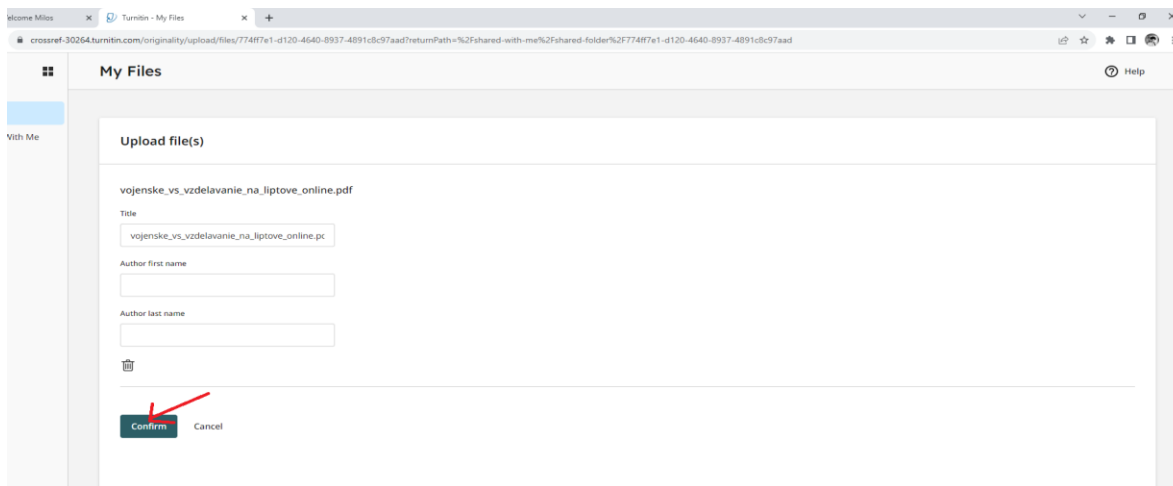 elcome Milos
Turnitin - My Files
crossref-30264.turnitin.com/originality/upload/files/774ff7e1-d120-4640-8937-4891c8c97aad?returnPath=%2Fshared-with-me%2Fshared-folder%2F774ff7e1-d120-4640-8937-4891c8c97aad
My Files
Help
With Me
Upload file(s)
vojenske_vs_vzdelavanie_na_liptove_online.pdf
Title
vojenske_vs_vzdelavanie_na_liptove_online.pc
Author first name
Author last name
Confirm
Cancel